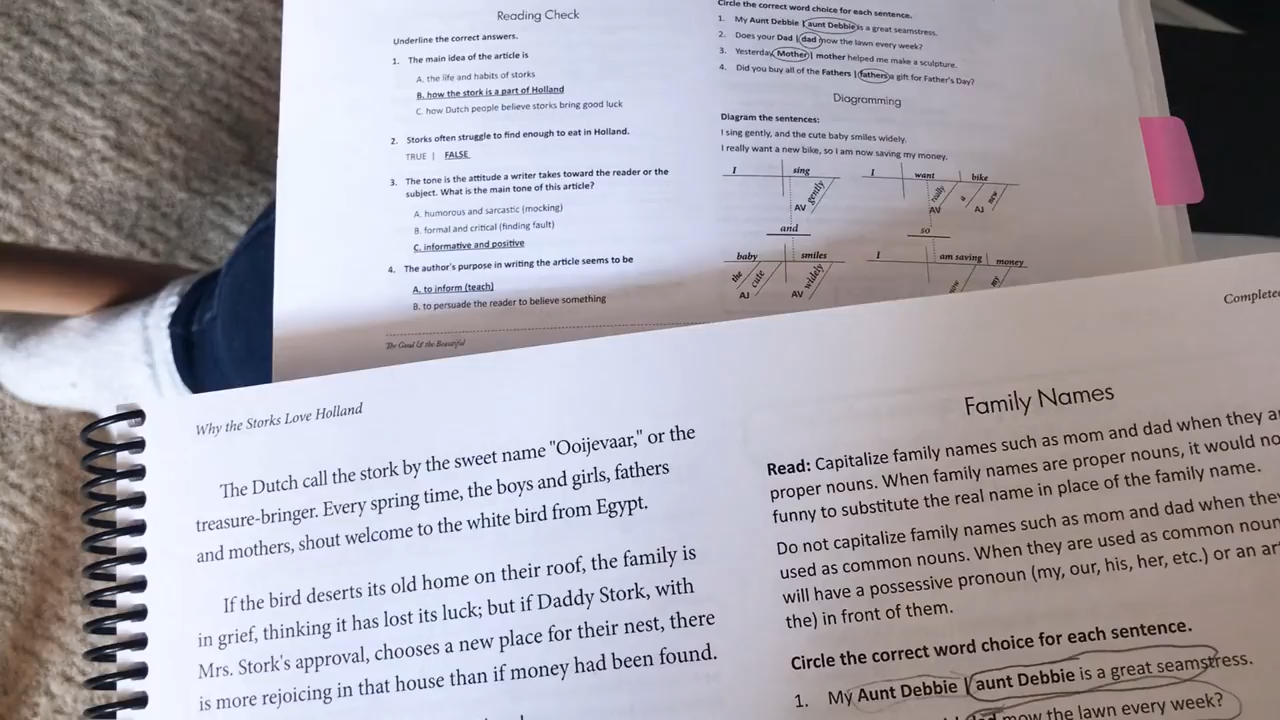 Reading Check
Underline the correct answers.
1. The main idea of the article is
A. the life and habits of storks
B. how the stork is a part of Holland
C. how Dutch people believe storks bring good luck
2. Storks often struggle to find enough to eat in Holland.
TRUE | FALSE
3. The tone is the attitude a writer takes toward the reader or the
subject. What is the main tone of this article?
A. humorous and sarcastic (mocking)
B. formal and critical (finding fault)
C. informative and positive
4. The author's purpose in writing the article seems to be
A. to inform (teach)
B. to persuade the reader to believe something
The Good & the Beautiful
Circle the correct word choice for each sentence.
1. My Aunt Debbie | aunt Debbie is a great seamstress.
2. Does your Dad | dad mow the lawn every week?
3. Yesterday Mother | mother helped me make a sculpture.
4. Did you buy all of the Fathers | fathers a gift for Father's Day?
Diagramming
Diagram the sentences:
I sing gently, and the cute baby smiles widely.
I really want a new bike, so I am now saving my money.
I sing
gently
AV
and
baby smiles
the cute widely
AJ AV
I want bike
really a new
AV AJ
so
I am saving money
now my
Why the Storks Love Holland
The Dutch call the stork by the sweet name "Ooijevaar," or the
treasure-bringer. Every spring time, the boys and girls, fathers
and mothers, shout welcome to the white bird from Egypt.
If the bird deserts its old home on their roof, the family is
in grief, thinking it has lost its luck; but if Daddy Stork, with
Mrs. Stork's approval, chooses a new place for their nest, there
is more rejoicing in that house than if money had been found.
Family Names
Read: Capitalize family names such as mom and dad when they
proper nouns. When family names are proper nouns, it would
funny to substitute the real name in place of the family name.
Do not capitalize family names such as mom and dad when
used as common nouns. When they are used as common
will have a possessive pronoun (my, our, his, her, etc.) or an
the) in front of them.
Circle the correct word choice for each sentence.
1. My Aunt Debbie | aunt Debbie is a great seamstress.
mow the lawn every week?